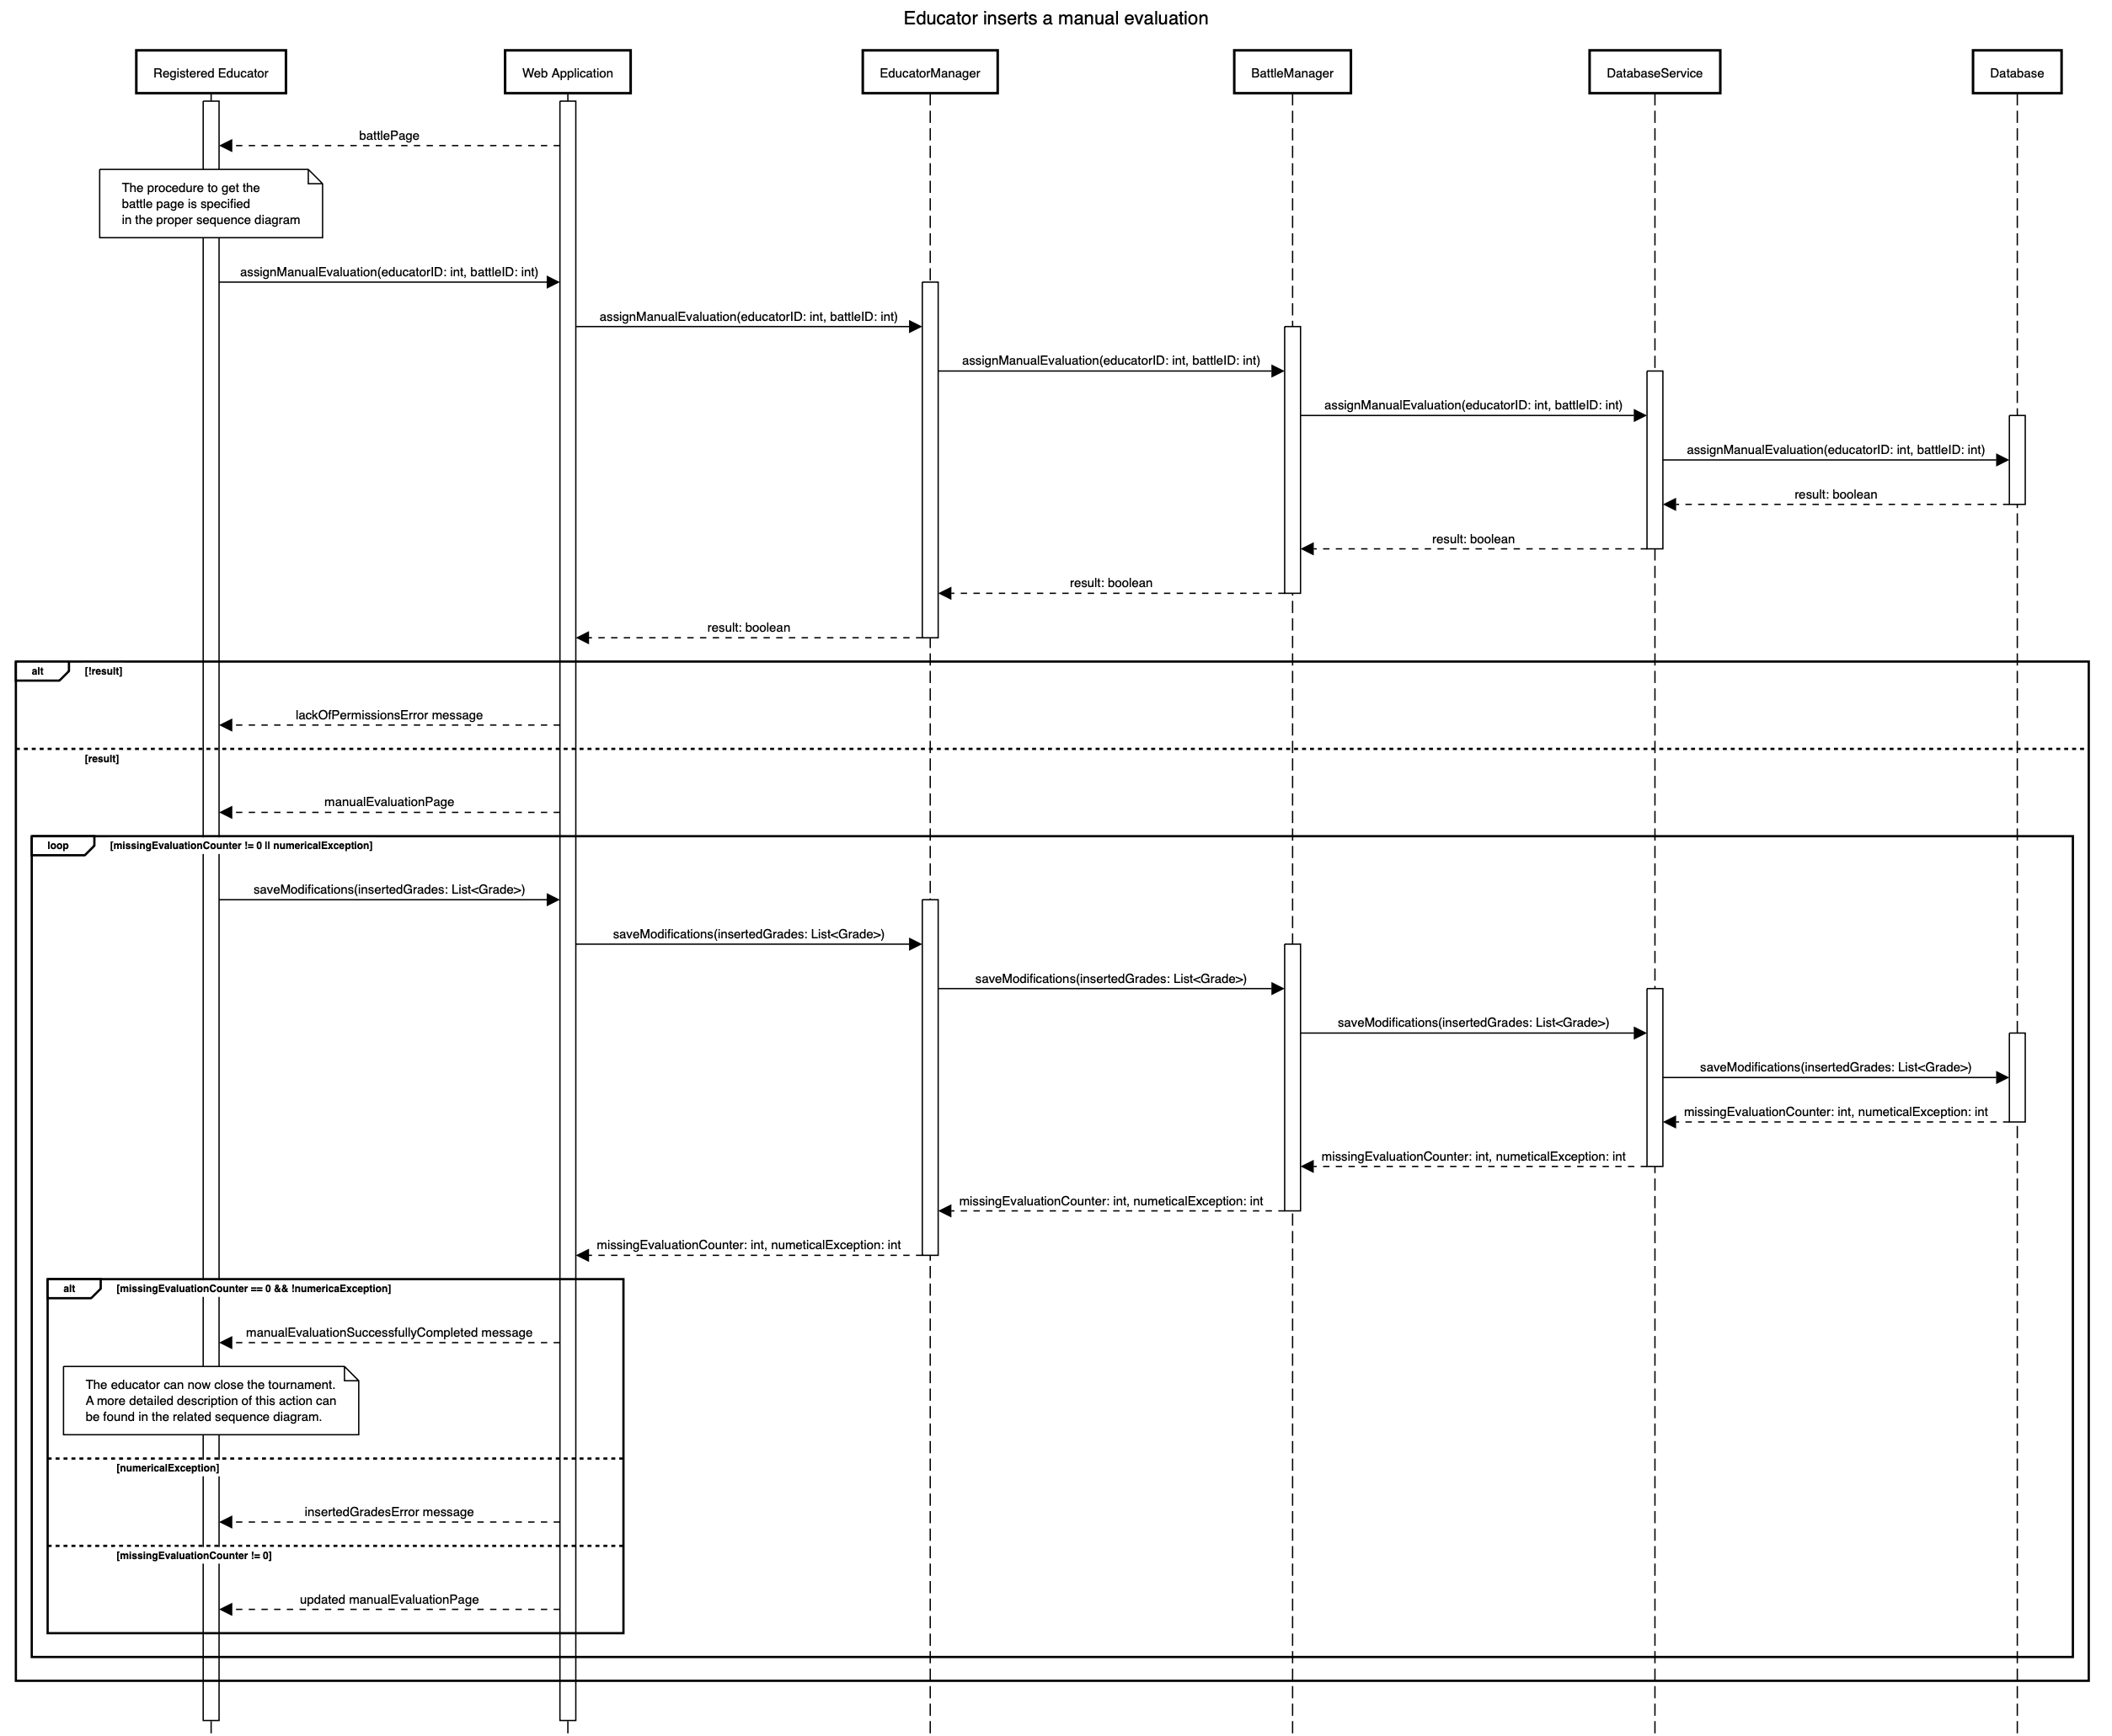 Educator inserts a manual evaluation
Registered Educator
Web Application
EducatorManager
BattleManager
DatabaseService
Database
battlePage
The procedure to get the
battle page is specified
in the proper sequence diagram
assignManualEvaluation(educatorID: int, battleID: int)
assignManualEvaluation(educatorID: int, battleID: int)
assignManualEvaluation(educatorID: int, battleID: int)
assignManualEvaluation(educatorID: int, battleID: int)
assignManualEvaluation(educatorID: int, battleID: int)
result: boolean
result: boolean
result: boolean
result: boolean
alt
[!result]
lackOfPermissionsError message
[result]
manualEvaluationPage
loop
[missingEvaluationCounter != 0 || numericalException]
saveModifications(insertedGrades: List<Grade>)
saveModifications(insertedGrades: List<Grade>)
saveModifications(insertedGrades: List<Grade>)
saveModifications(insertedGrades: List<Grade>)
saveModifications(insertedGrades: List<Grade>)
missingEvaluationCounter: int, numeticalException: int
missingEvaluationCounter: int, numeticalException: int
missingEvaluationCounter: int, numeticalException: int
missingEvaluationCounter: int, numeticalException: int
alt
[missingEvaluationCounter == 0 && !numericaException]
manualEvaluationSuccessfullyCompleted message
The educator can now close the tournament.
A more detailed description of this action can
be found in the related sequence diagram.
[numericalException]
insertedGradesError message
[missingEvaluationCounter != 0]
updated manualEvaluationPage